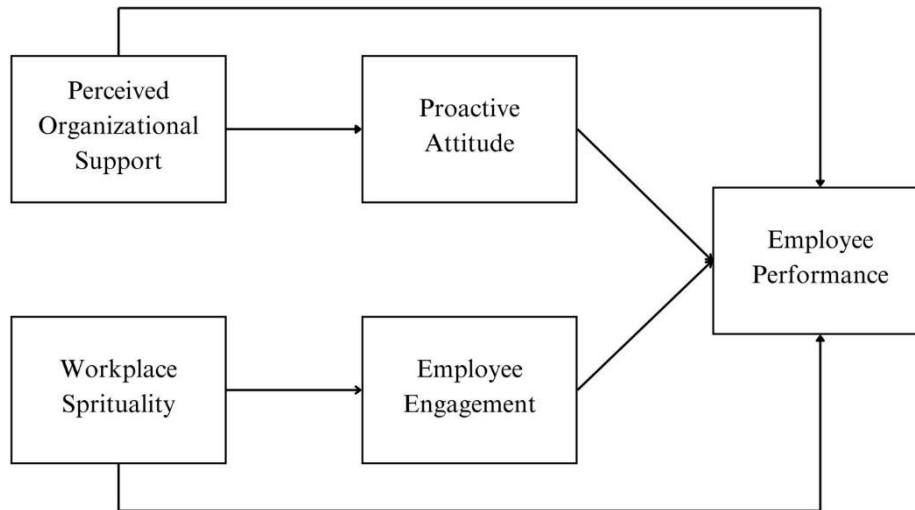 Perceived
Organizational
Support
Proactive
Attitude
Employee
Performance
Workplace
Sprituality
Employee
Engagement